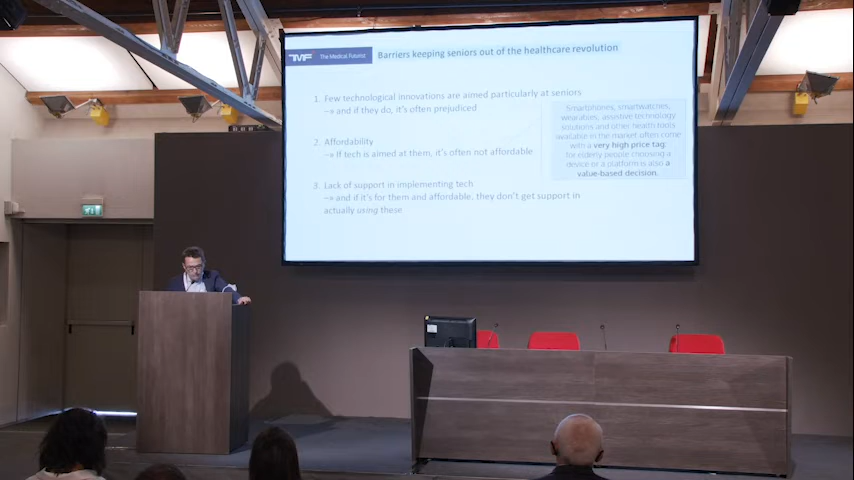 TMF The Medical Futurist
Barriers keeping seniors out of the healthcare revolution
1. Few technological innovations are aimed particularly at seniors
--> and if they do, it's often prejudiced
2. Affordability
--> If tech is aimed at them, it's often not affordable
3. Lack of support in implementing tech
--> and if it's for them and affordable, they don't get support in
actually using these
Smartphones, smartwatches,
wearables, assistive technology
solutions and other health tools
available in the market often come
with a very high price tag:
for elderly people choosing a
device or a platform is also a
value-based decision.